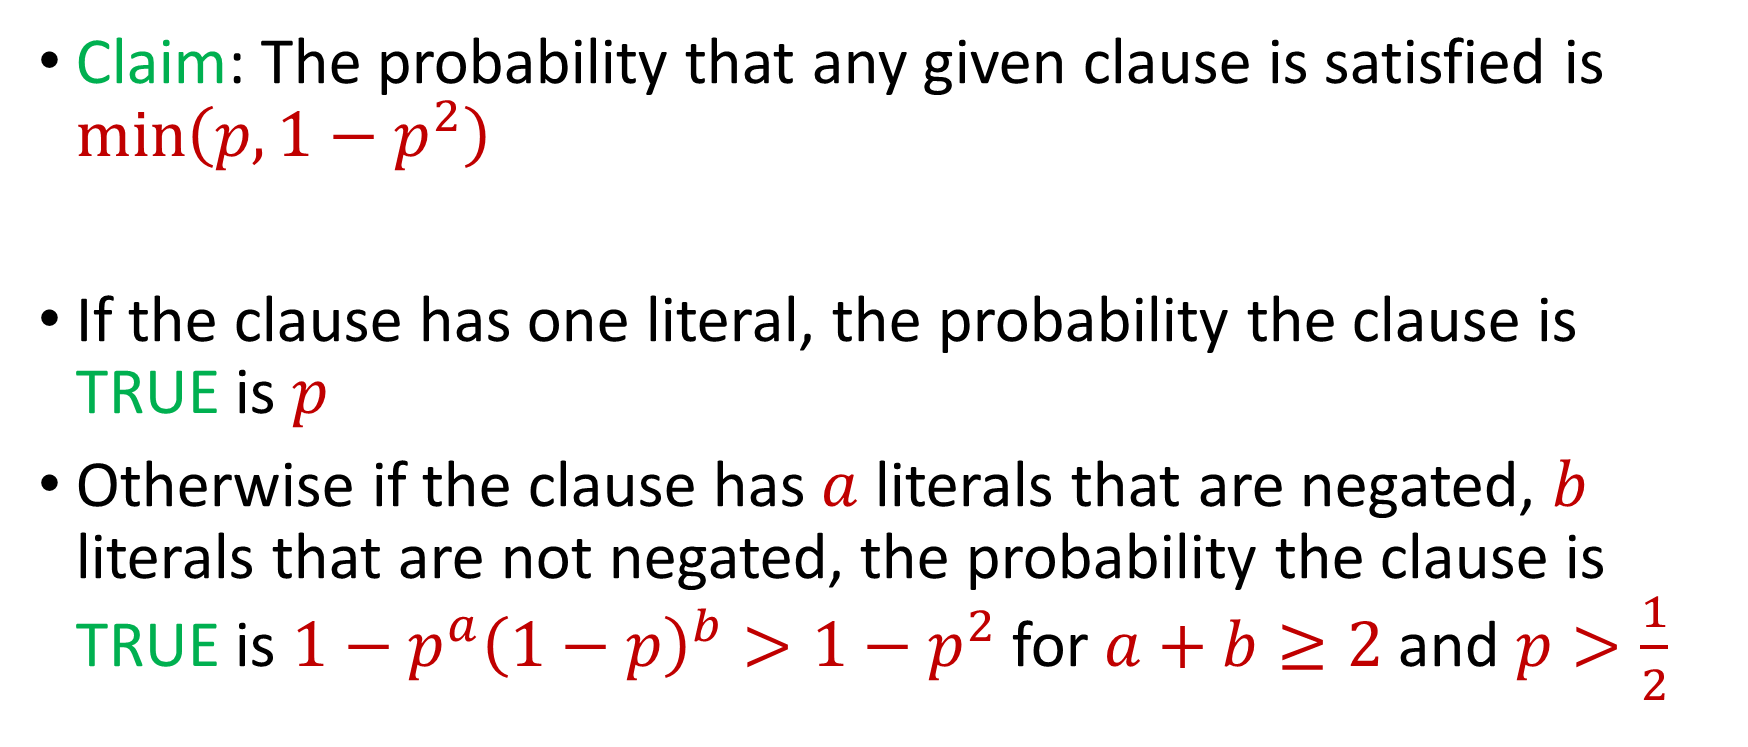 • Claim: The probability that any given clause is satisfied is
min(p, 1 − p²)
• If the clause has one literal, the probability the clause is
TRUE is p
• Otherwise if the clause has a literals that are negated, b
literals that are not negated, the probability the clause is
TRUE is 1 − pᵃ(1 − p)ᵇ > 1 − p² for a + b ≥ 2 and p > 1/2